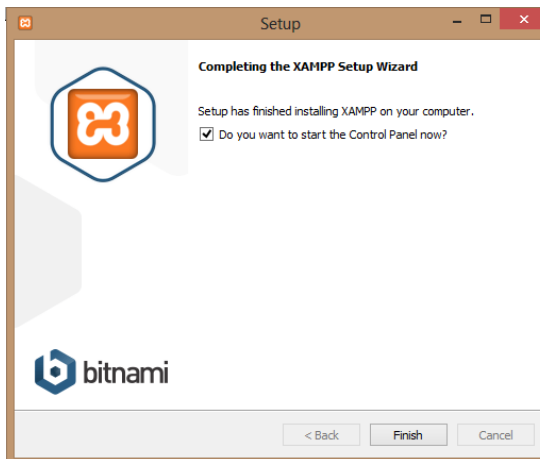 Setup
Completing the XAMPP Setup Wizard
Setup has finished installing XAMPP on your computer.
Do you want to start the Control Panel now?
bitnami
< Back Finish Cancel